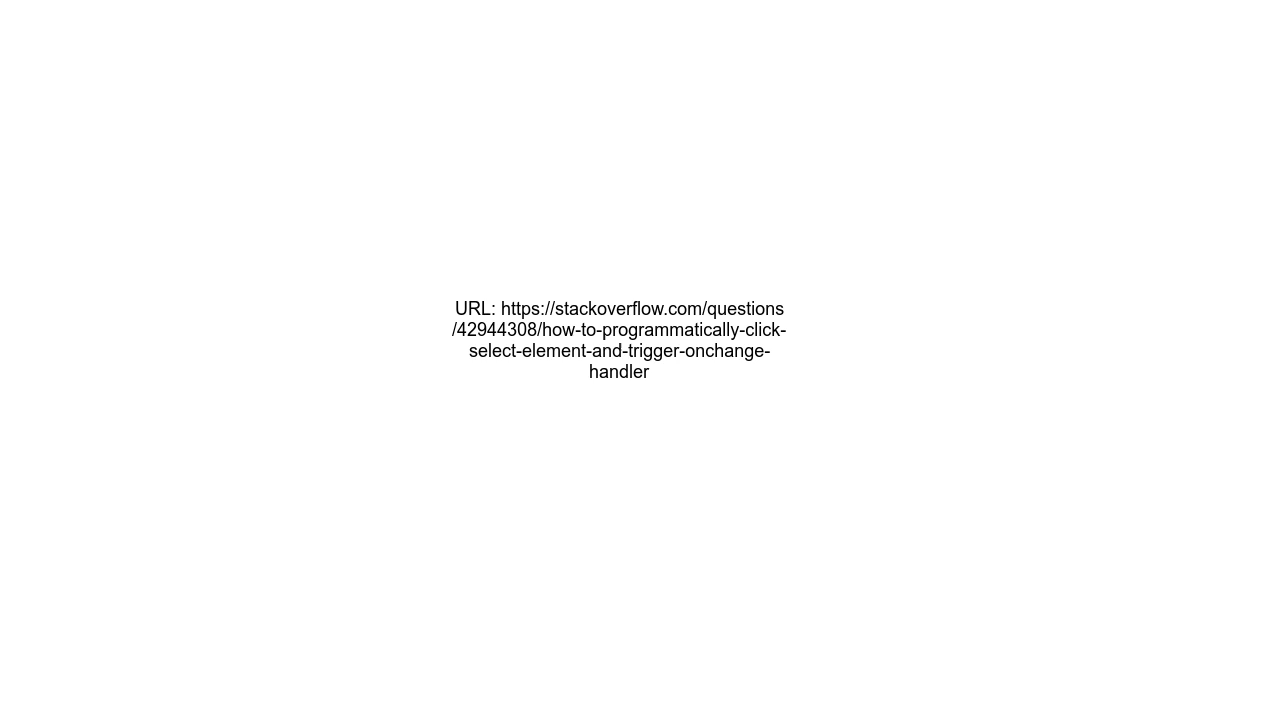 URL: https://stackoverflow.com/questions
/42944308/how-to-programmatically-click-
select-element-and-trigger-onchange-
handler